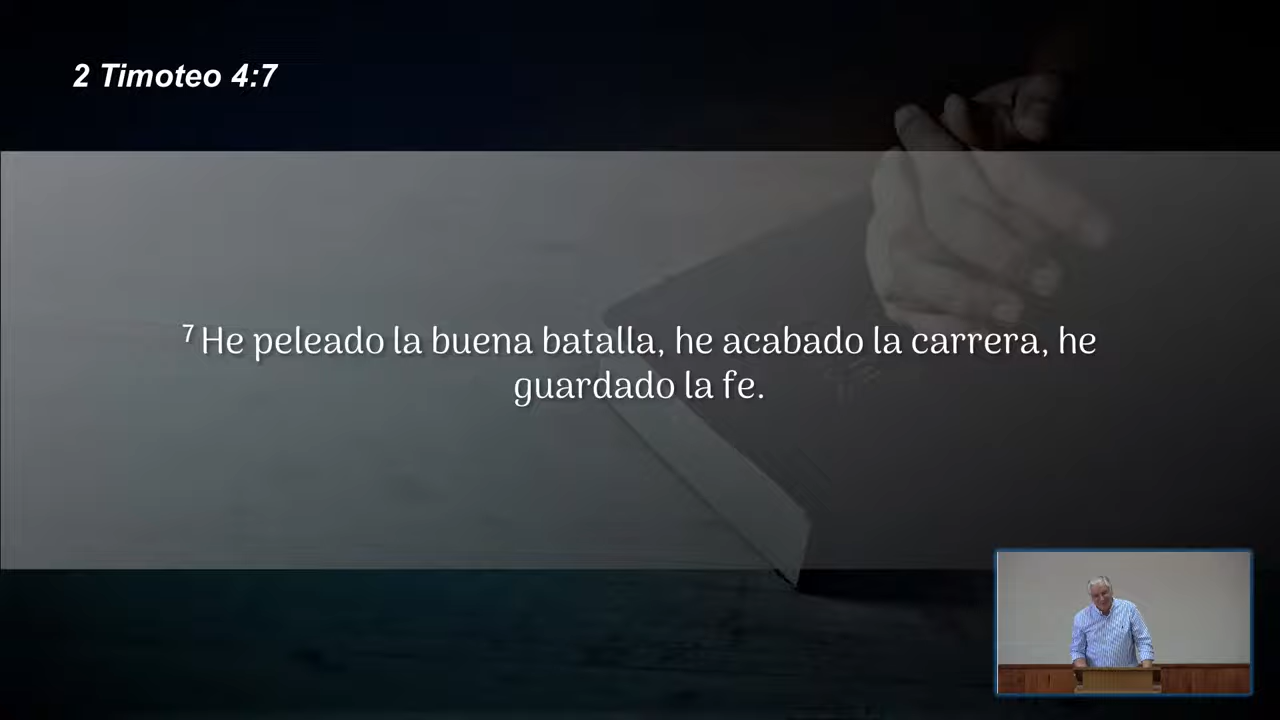 2 Timoteo 4:7
⁷ He peleado la buena batalla, he acabado la carrera, he
guardado la fe.